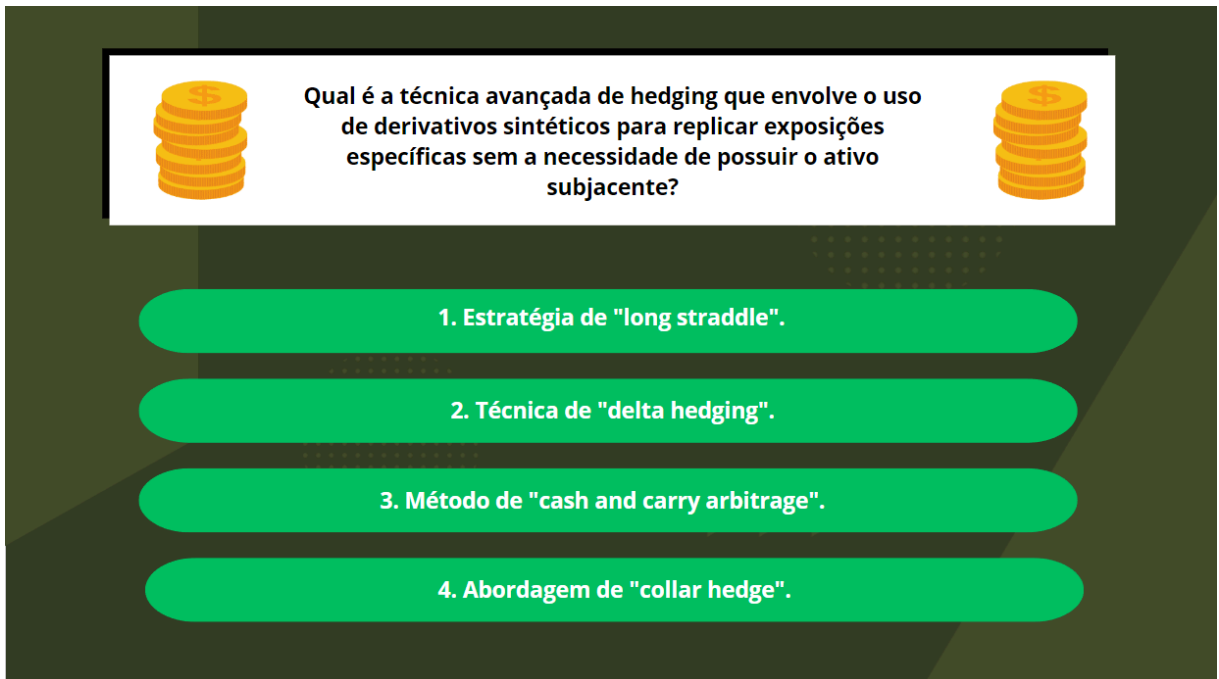 Qual é a técnica avançada de hedging que envolve o uso
de derivativos sintéticos para replicar exposições
específicas sem a necessidade de possuir o ativo
subjacente?
1. Estratégia de "long straddle".
2. Técnica de "delta hedging".
3. Método de "cash and carry arbitrage".
4. Abordagem de "collar hedge".